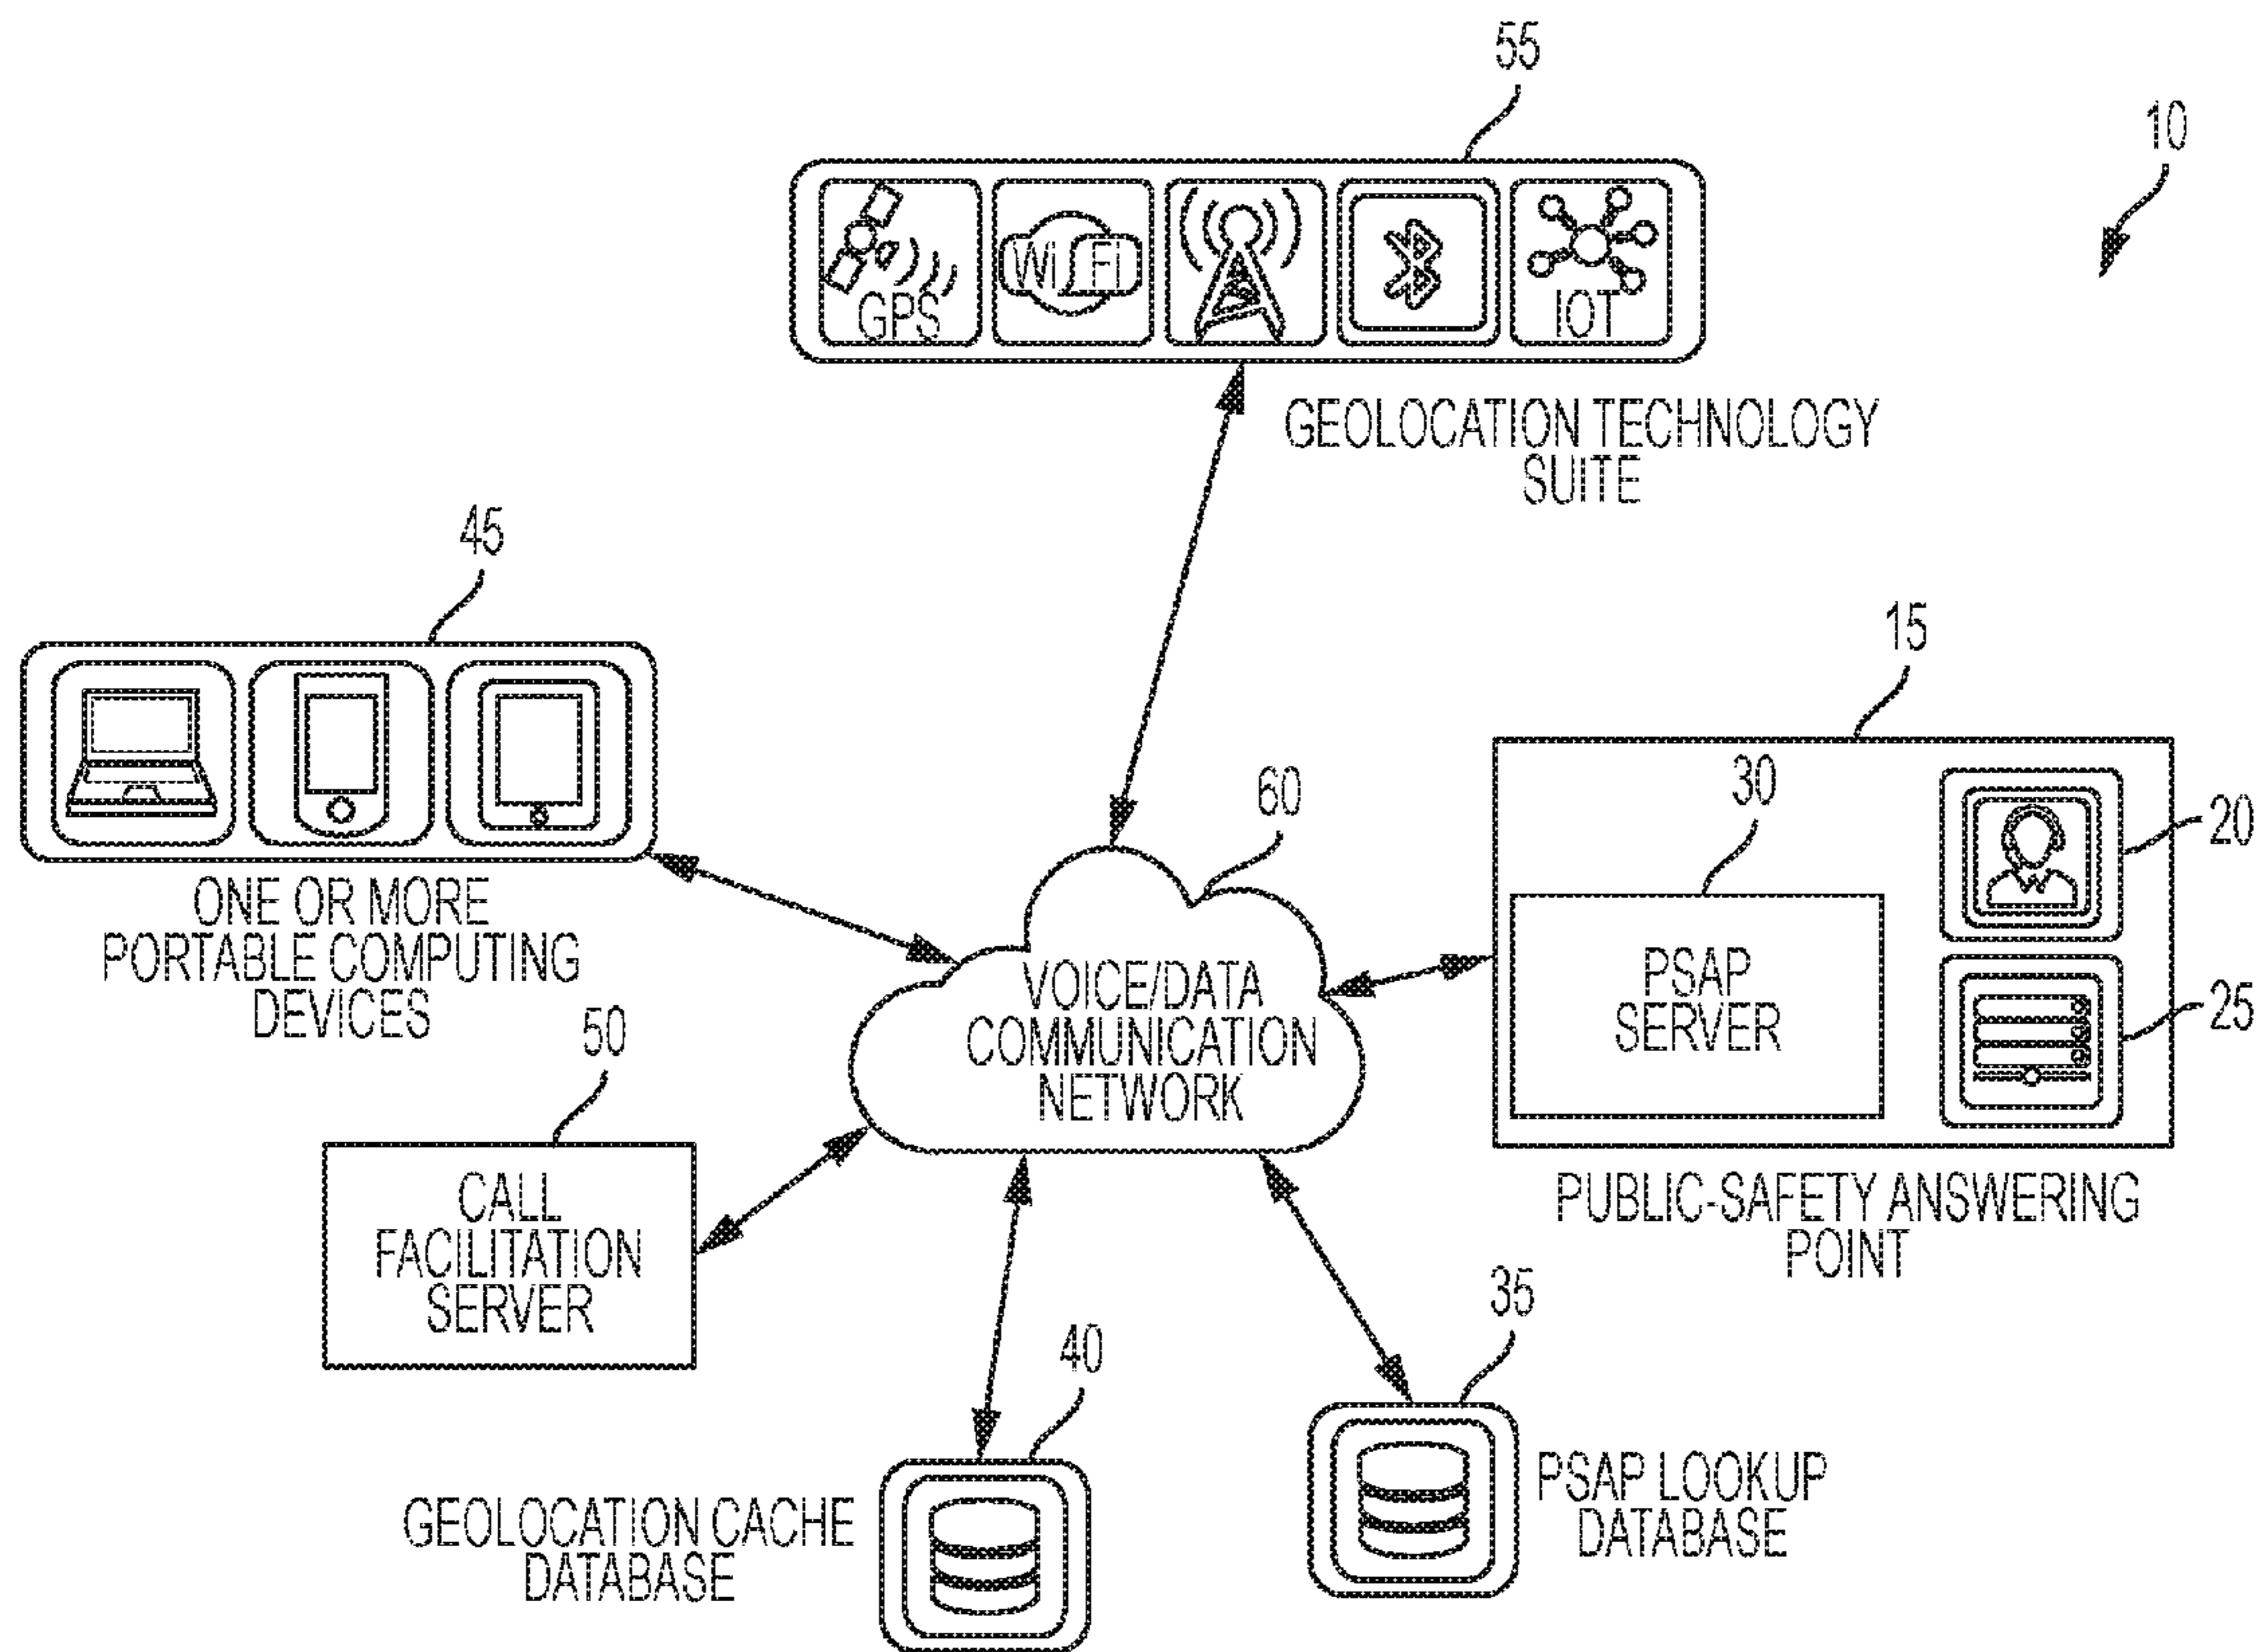 55
10
GPS
Wi Fi
IOT
GEOLOCATION TECHNOLOGY
SUITE
45
ONE OR MORE
PORTABLE COMPUTING
DEVICES
15
30
20
25
PSAP
SERVER
PUBLIC-SAFETY ANSWERING
POINT
60
VOICE/DATA
COMMUNICATION
NETWORK
50
CALL
FACILITATION
SERVER
40
GEOLOCATION CACHE
DATABASE
35
PSAP LOOKUP
DATABASE